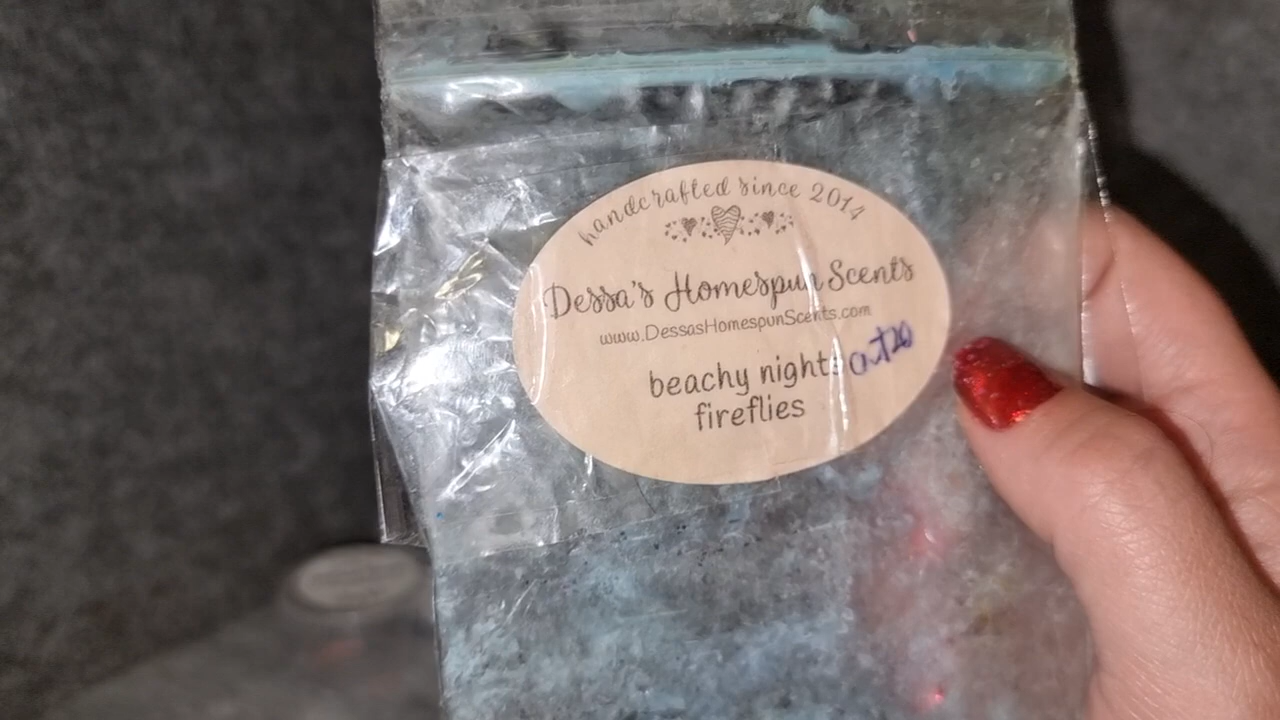 handcrafted since 2014
Dessa's Homespun Scents
www.DessasHomespunScents.com
beachy nights
fireflies